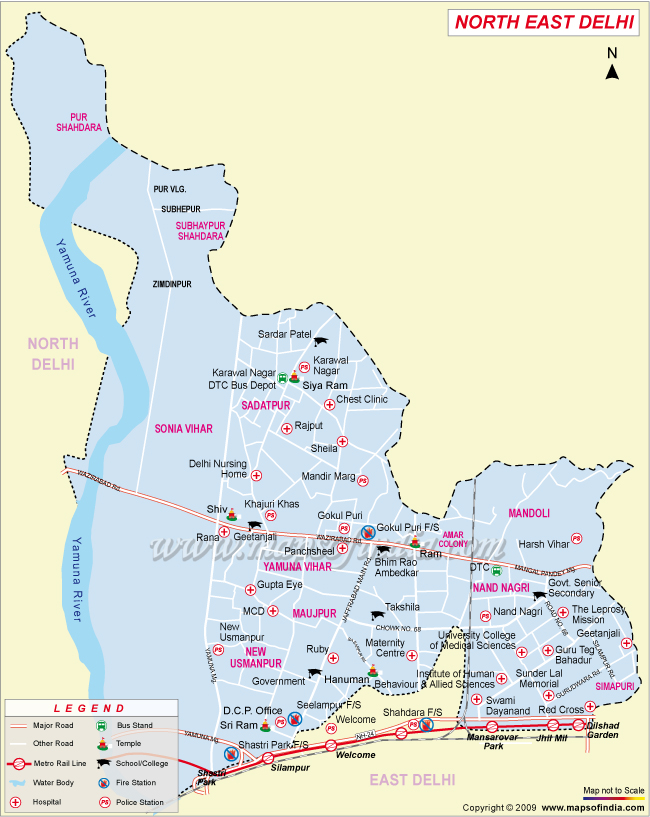 NORTH EAST DELHI
N
PUR
SHAHDARA
PUR VLG.
SUBHEPUR
SUBHAYPUR
SHAHDARA
Yamuna River
ZIMDINPUR
NORTH
DELHI
Sardar Patel
Karawal
Nagar
Karawal Nagar
DTC Bus Depot
Siya Ram
SADATPUR
Chest Clinic
SONIA VIHAR
Rajput
Sheila
Delhi Nursing
Home
Mandir Marg
WAZIRABAD Rd.
Shiv
Khajuri Khas
Gokul Puri
Gokul Puri F/S
MANDOLI
Rana
Geetanjali
WAZIRABAD Rd.
AMAR
COLONY
Harsh Vihar
www.mapsofindia.com
Panchsheel
Ram
Yamuna River
YAMUNA VIHAR
Bhim Rao
Ambedkar
DTC
MANGAL PANDEY Mg.
NAND NAGRI
Govt. Senior
Secondary
Gupta Eye
JAFFRABAD MAIN Rd.
MCD
MAUJPUR
Takshila
Nand Nagri
ROAD NO. 68
The Leprosy
Mission
CHOWK NO. 66
New
Usmanpur
University College
of Medical Sciences
Geetanjali
NEW
USMANPUR
Ruby
Maternity
Centre
Guru Teg
Bahadur
SILAMPUR Rd.
YAMUNA Mg.
Government
Hanuman
Institute of Human
Behaviour & Allied Sciences
Sunder Lal
Memorial
SIMAPURI
GURUDWARA Rd.
D.C.P. Office
Seelampur F/S
Shahdara F/S
Swami
Dayanand
Red Cross
Sri Ram
Welcome
Dilshad
Garden
YAMUNA Mg.
Shastri Park F/S
(NH-24)
Mansarovar
Park
Jhil Mil
Welcome
Silampur
Shastri
Park
EAST DELHI
LEGEND
Major Road
Bus Stand
Other Road
Temple
Metro Rail Line
School/College
Water Body
Fire Station
Hospital
Police Station
Map not to Scale
Copyright © 2009 www.mapsofindia.com